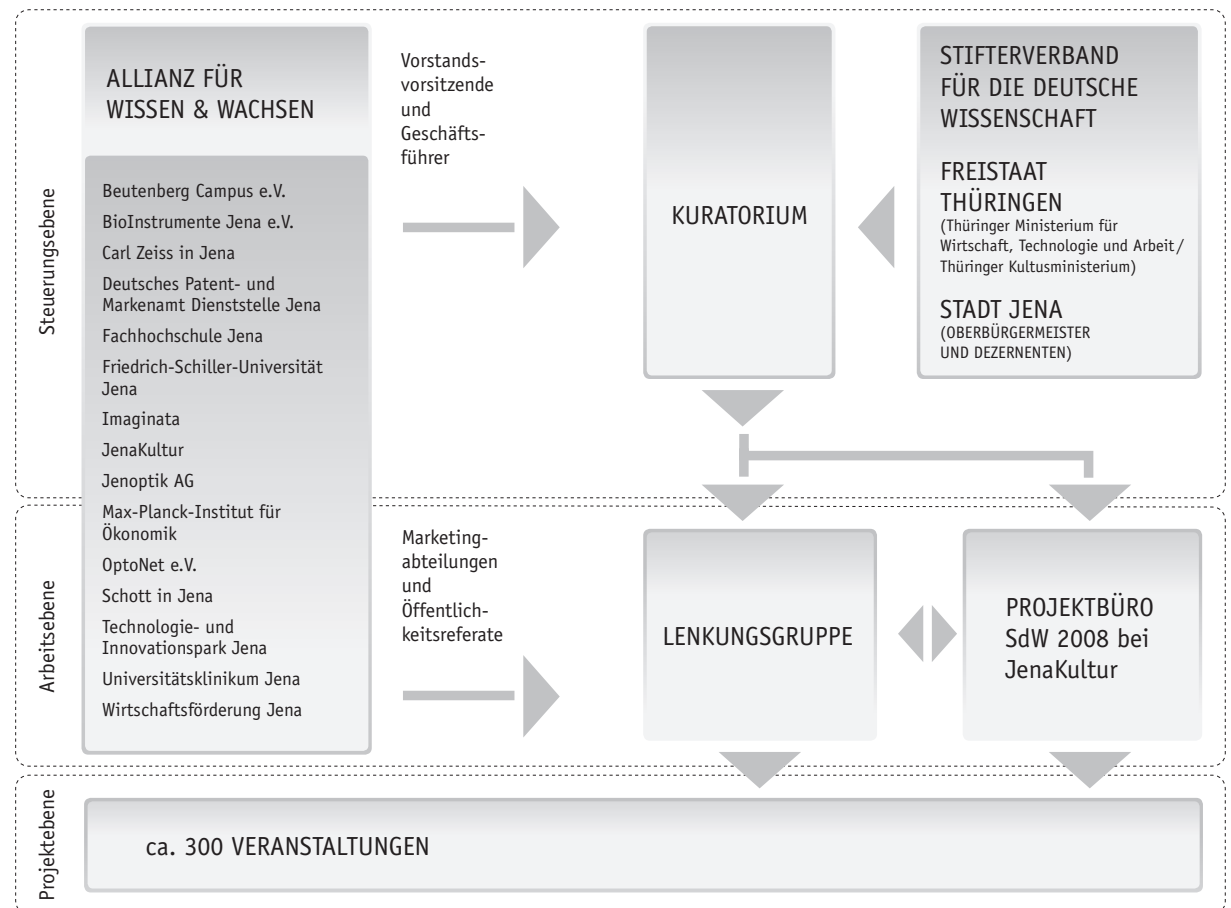 Steuerungsebene
ALLIANZ FÜR
WISSEN & WACHSEN
Beutenberg Campus e.V.
BioInstrumente Jena e.V.
Carl Zeiss in Jena
Deutsches Patent- und
Markenamt Dienststelle Jena
Fachhochschule Jena
Friedrich-Schiller-Universität
Jena
Imaginata
JenaKultur
Jenoptik AG
Max-Planck-Institut für
Ökonomik
OptoNet e.V.
Schott in Jena
Technologie- und
Innovationspark Jena
Universitätsklinikum Jena
Wirtschaftsförderung Jena
Vorstands-
vorsitzende
und
Geschäfts-
führer
KURATORIUM
STIFTERVERBAND
FÜR DIE DEUTSCHE
WISSENSCHAFT
FREISTAAT
THÜRINGEN
(Thüringer Ministerium für
Wirtschaft, Technologie und Arbeit/
Thüringer Kultusministerium)
STADT JENA
(OBERBÜRGERMEISTER
UND DEZERNENTEN)
Arbeitsebene
Marketing-
abteilungen
und
Öffentlich-
keitsreferate
LENKUNGSGRUPPE
PROJEKTBÜRO
SdW 2008 bei
JenaKultur
Projektebene
ca. 300 VERANSTALTUNGEN